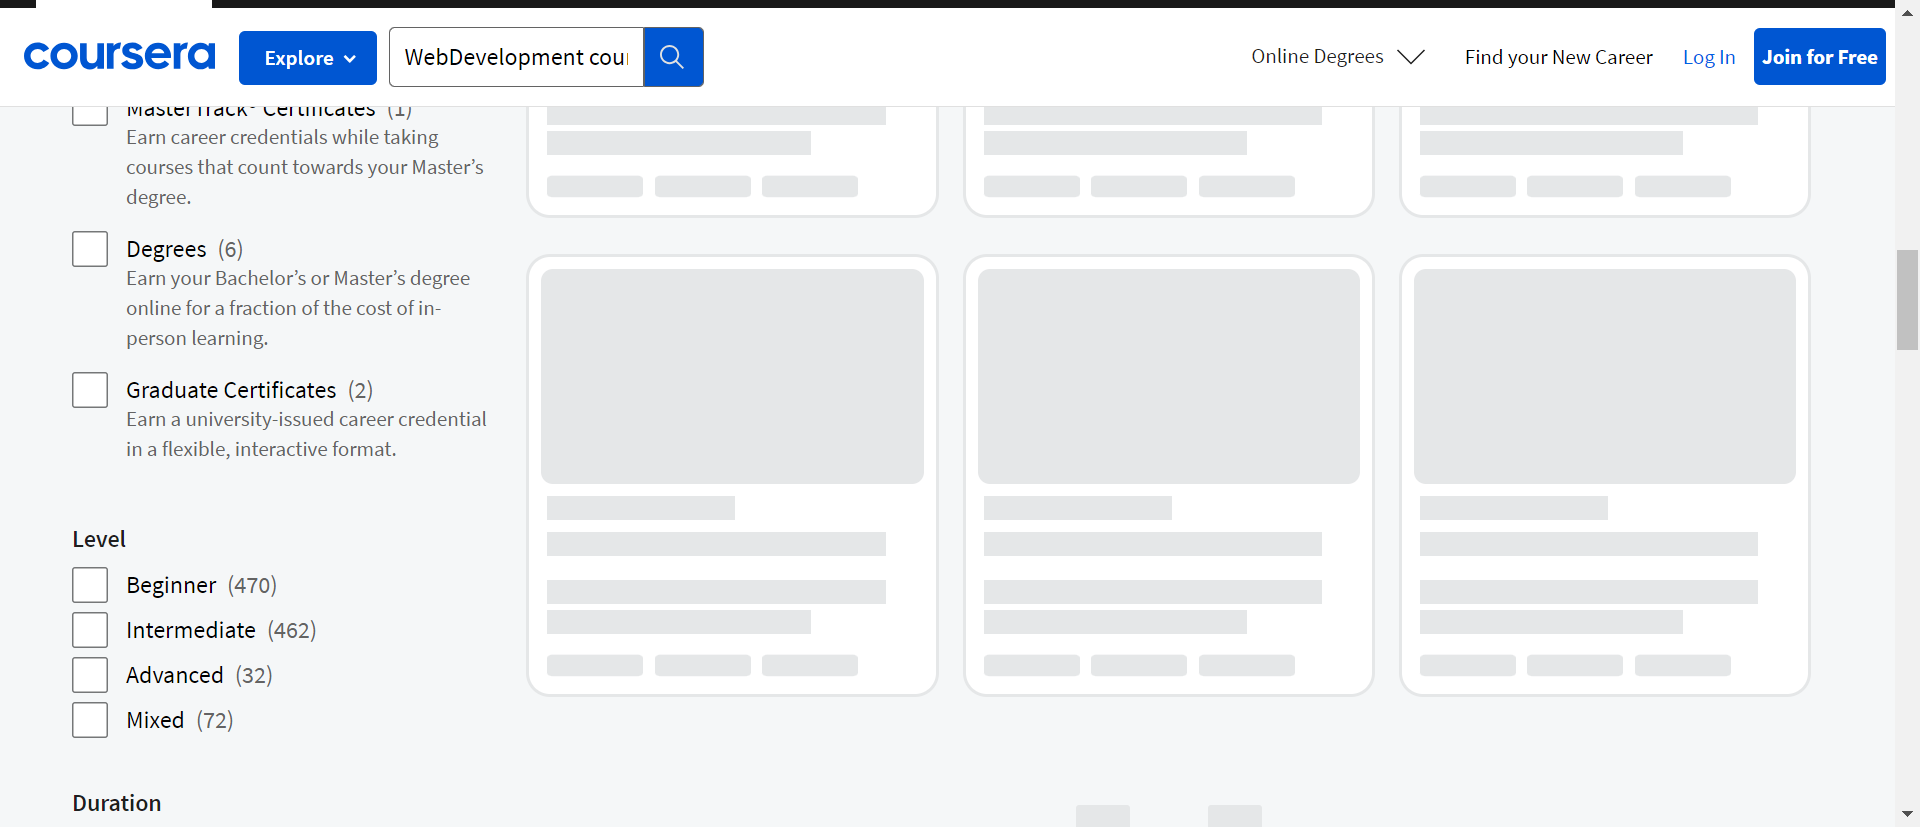 coursera
Explore
WebDevelopment cou
Online Degrees
Find your New Career
Log In
Join for Free
MasterTrack® Certificates (1)
Earn career credentials while taking
courses that count towards your Master’s
degree.
Degrees (6)
Earn your Bachelor’s or Master’s degree
online for a fraction of the cost of in-
person learning.
Graduate Certificates (2)
Earn a university-issued career credential
in a flexible, interactive format.
Level
Beginner (470)
Intermediate (462)
Advanced (32)
Mixed (72)
Duration